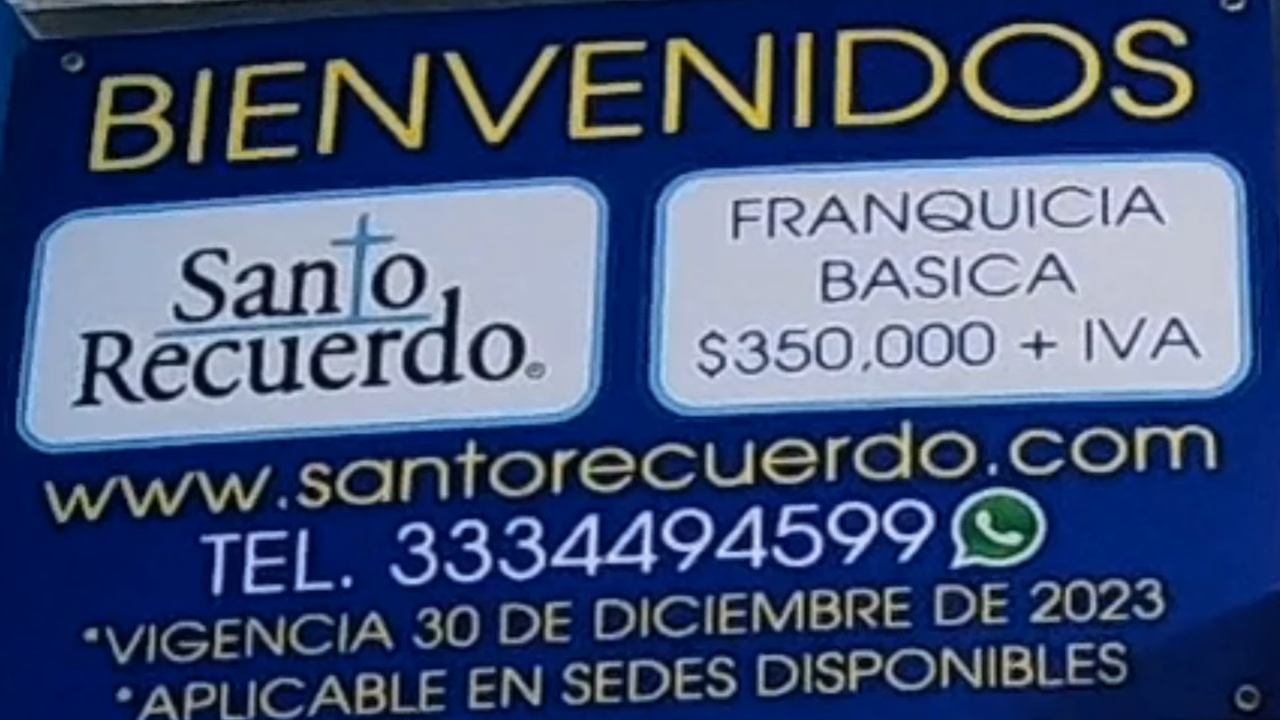 BIENVENIDOS
Santo
Recuerdo®
FRANQUICIA
BASICA
$350,000 + IVA
www.santorecuerdo.com
TEL. 3334494599
*VIGENCIA 30 DE DICIEMBRE DE 2023
*APLICABLE EN SEDES DISPONIBLES